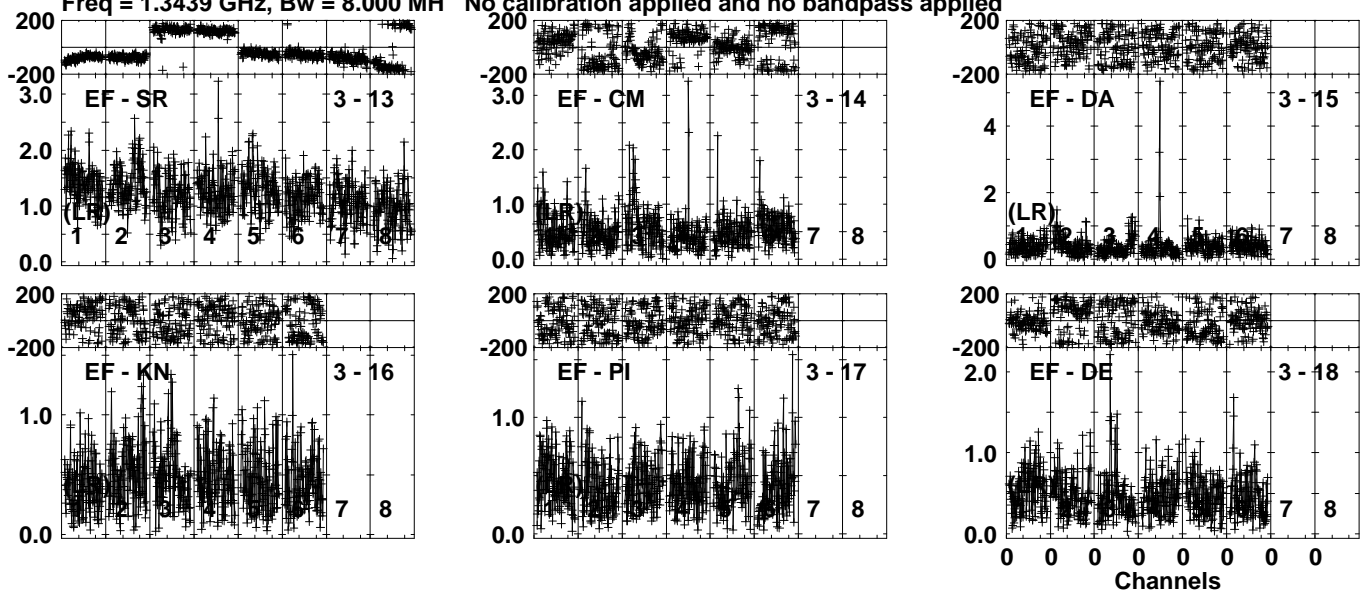 Freq = 1.3439 GHz, Bw = 8.000 MH No calibration applied and no bandpass applied
200
-200
EF - SR 3 - 13
3.0
2.0
1.0
0.0
(LR)
1 2 3 4 5 6 7 8
200
-200
EF - CM 3 - 14
3.0
2.0
1.0
0.0
7 8
200
-200
EF - DA 3 - 15
4
2
0
(LR)
1 2 3 4 5 6 7 8
200
-200
EF - KN 3 - 16
1.0
0.0
2 3 4 5 7 8
200
-200
EF - PI 3 - 17
1.0
0.0
7 8
200
-200
EF - DE 3 - 18
2.0
1.0
0.0
7 8
0 0 0 0 0 0 0 0
Channels